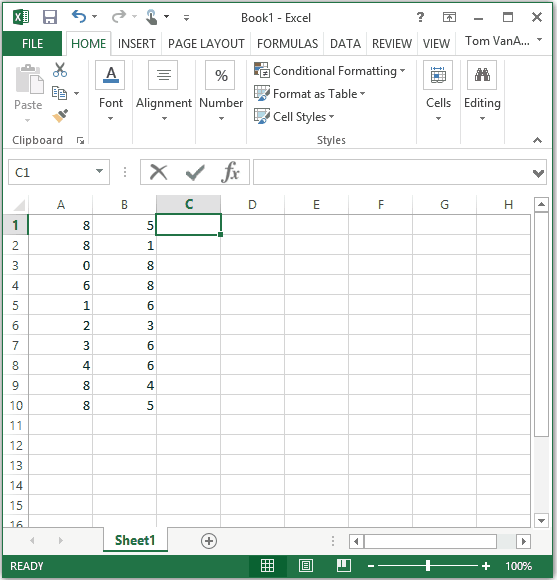 Book1 - Excel
FILE HOME INSERT PAGE LAYOUT FORMULAS DATA REVIEW VIEW Tom VanA...
Paste
Font
Alignment
%
Number
Conditional Formatting
Format as Table
Cell Styles
Cells
Editing
Clipboard
Styles
C1
fx
A B C D E F G H
1 8 5
2 8 1
3 0 8
4 6 8
5 1 6
6 2 3
7 3 6
8 4 6
9 8 4
10 8 5
11
12
13
14
15
16
Sheet1
READY
100%